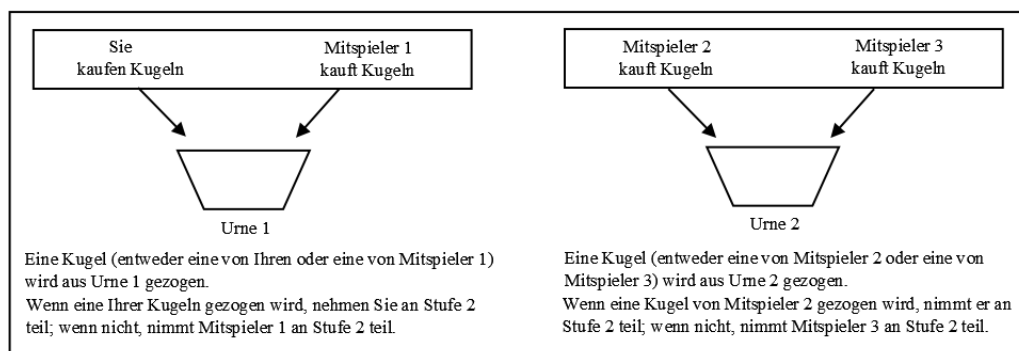 Sie
kaufen Kugeln
Mitspieler 1
kauft Kugeln
Urne 1
Eine Kugel (entweder eine von Ihren oder eine von Mitspieler 1)
wird aus Urne 1 gezogen.
Wenn eine Ihrer Kugeln gezogen wird, nehmen Sie an Stufe 2
teil; wenn nicht, nimmt Mitspieler 1 an Stufe 2 teil.
Mitspieler 2
kauft Kugeln
Mitspieler 3
kauft Kugeln
Urne 2
Eine Kugel (entweder eine von Mitspieler 2 oder eine von
Mitspieler 3) wird aus Urne 2 gezogen.
Wenn eine Kugel von Mitspieler 2 gezogen wird, nimmt er an
Stufe 2 teil; wenn nicht, nimmt Mitspieler 3 an Stufe 2 teil.